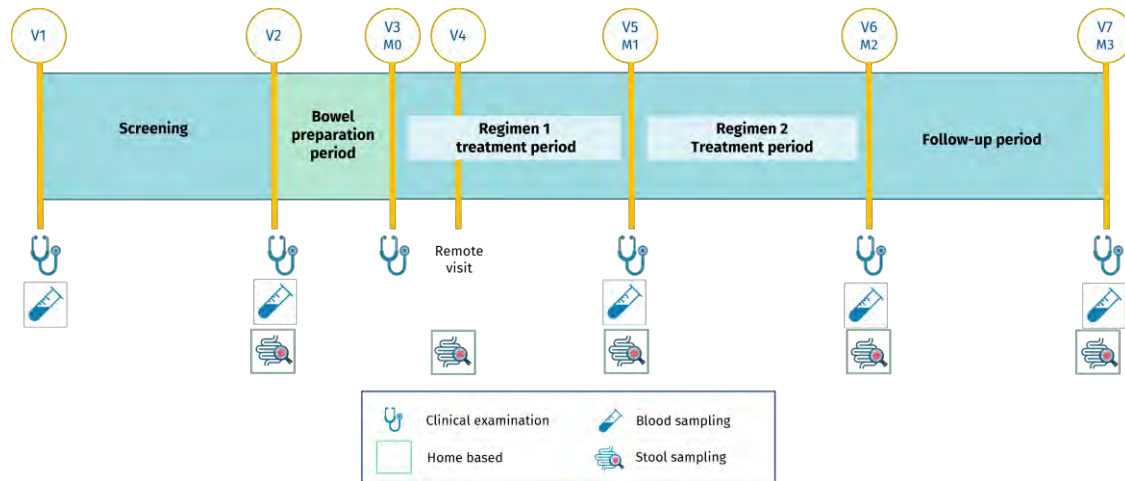 V1
V2
V3
M0
V4
V5
M1
V6
M2
V7
M3
Screening
Bowel
preparation
period
Regimen 1
treatment period
Regimen 2
Treatment period
Follow-up period
Remote
visit
Clinical examination
Blood sampling
Home based
Stool sampling